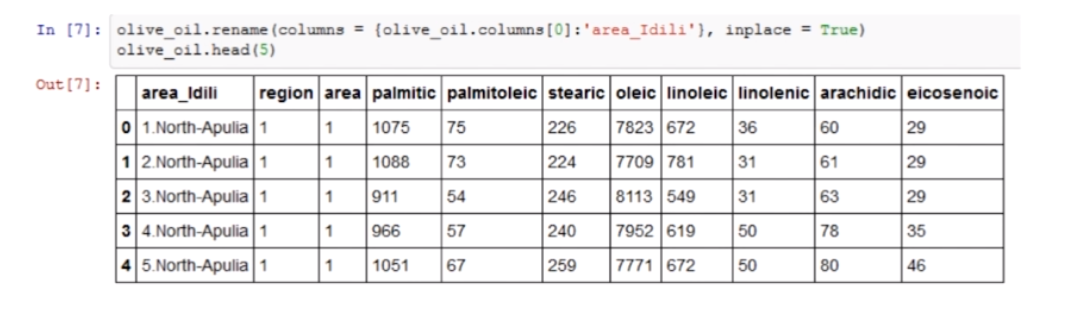 In [7]: olive_oil.rename(columns = {olive_oil.columns[0]:'area_Idili'}, inplace = True)
olive_oil.head(5)
Out[7]:
area_Idili region area palmitic palmitoleic stearic oleic linoleic linolenic arachidic eicosenoic
0 1.North-Apulia 1 1 1075 75 226 7823 672 36 60 29
1 2.North-Apulia 1 1 1088 73 224 7709 781 31 61 29
2 3.North-Apulia 1 1 911 54 246 8113 549 31 63 29
3 4.North-Apulia 1 1 966 57 240 7952 619 50 78 35
4 5.North-Apulia 1 1 1051 67 259 7771 672 50 80 46